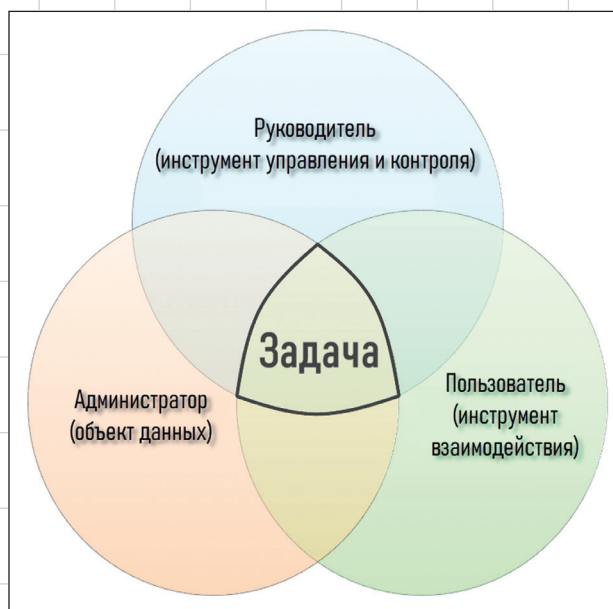 Руководитель
(инструмент управления и контроля)
Задача
Администратор
(объект данных)
Пользователь
(инструмент
взаимодействия)